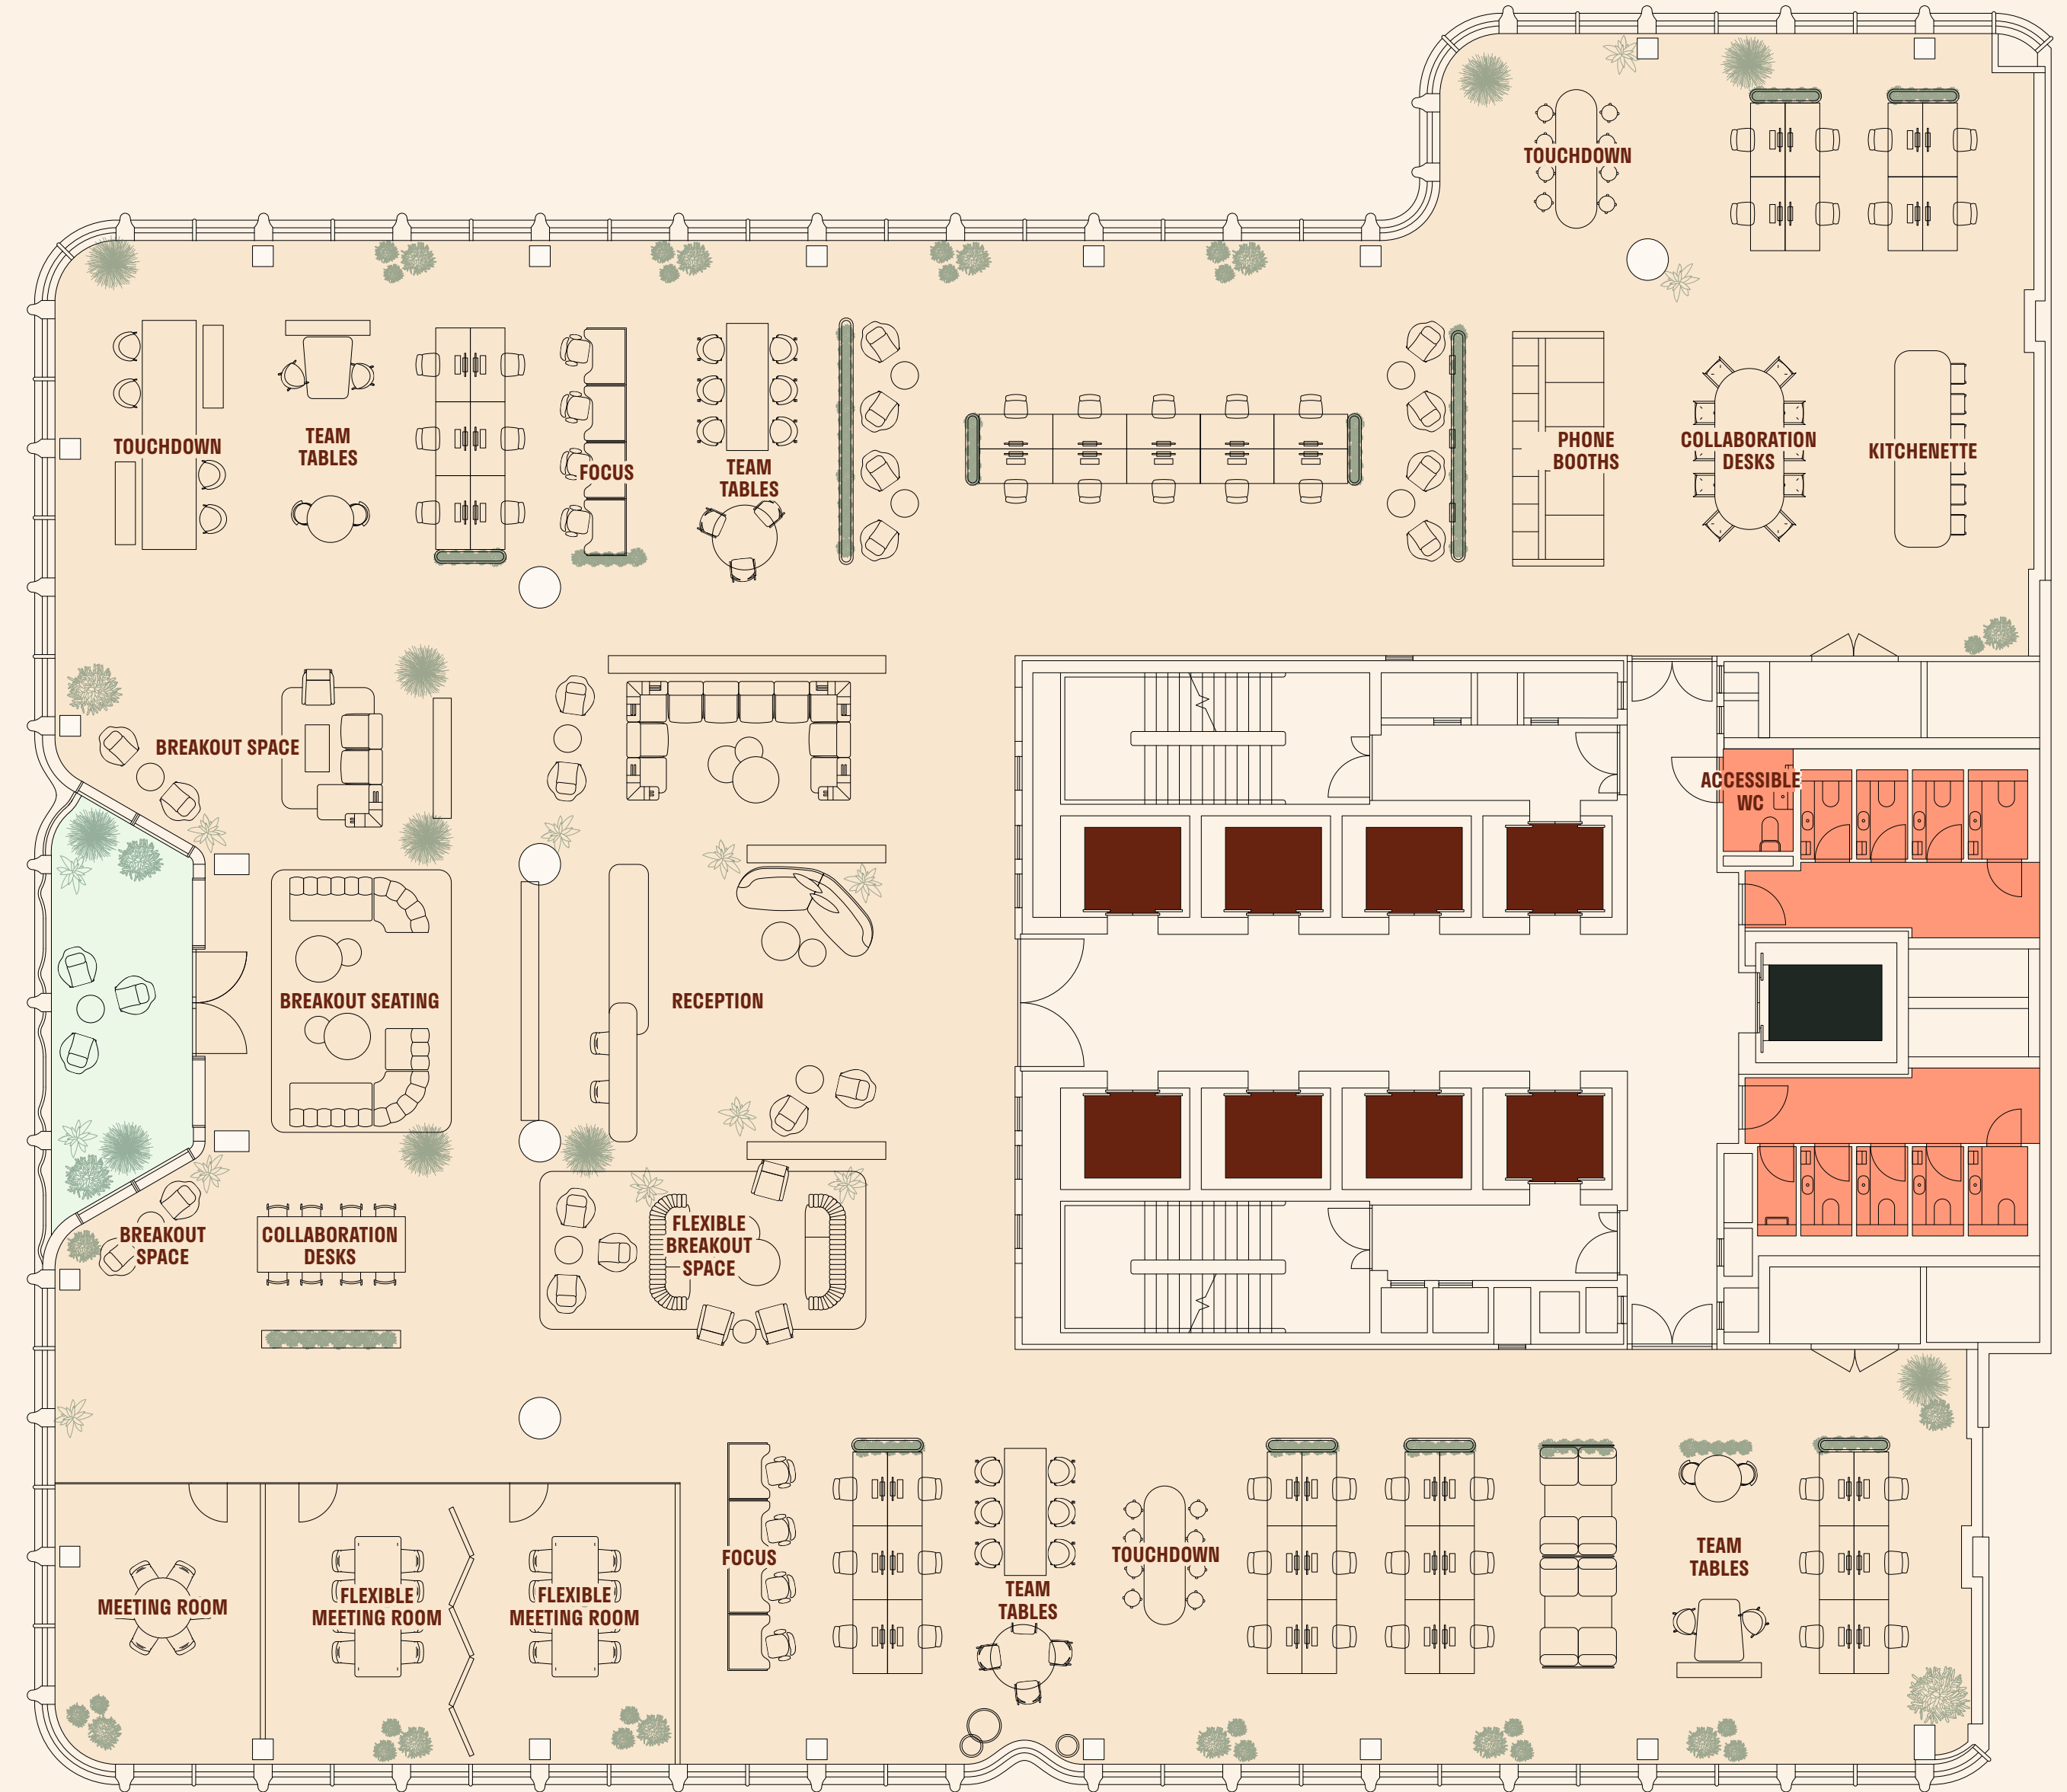 TOUCHDOWN
TOUCHDOWN
TEAM
TABLES
FOCUS
TEAM
TABLES
PHONE
BOOTHS
COLLABORATION
DESKS
KITCHENETTE
BREAKOUT SPACE
ACCESSIBLE
WC
BREAKOUT SEATING
RECEPTION
BREAKOUT
SPACE
COLLABORATION
DESKS
FLEXIBLE
BREAKOUT
SPACE
MEETING ROOM
FLEXIBLE
MEETING ROOM
FLEXIBLE
MEETING ROOM
FOCUS
TEAM
TABLES
TOUCHDOWN
TEAM
TABLES